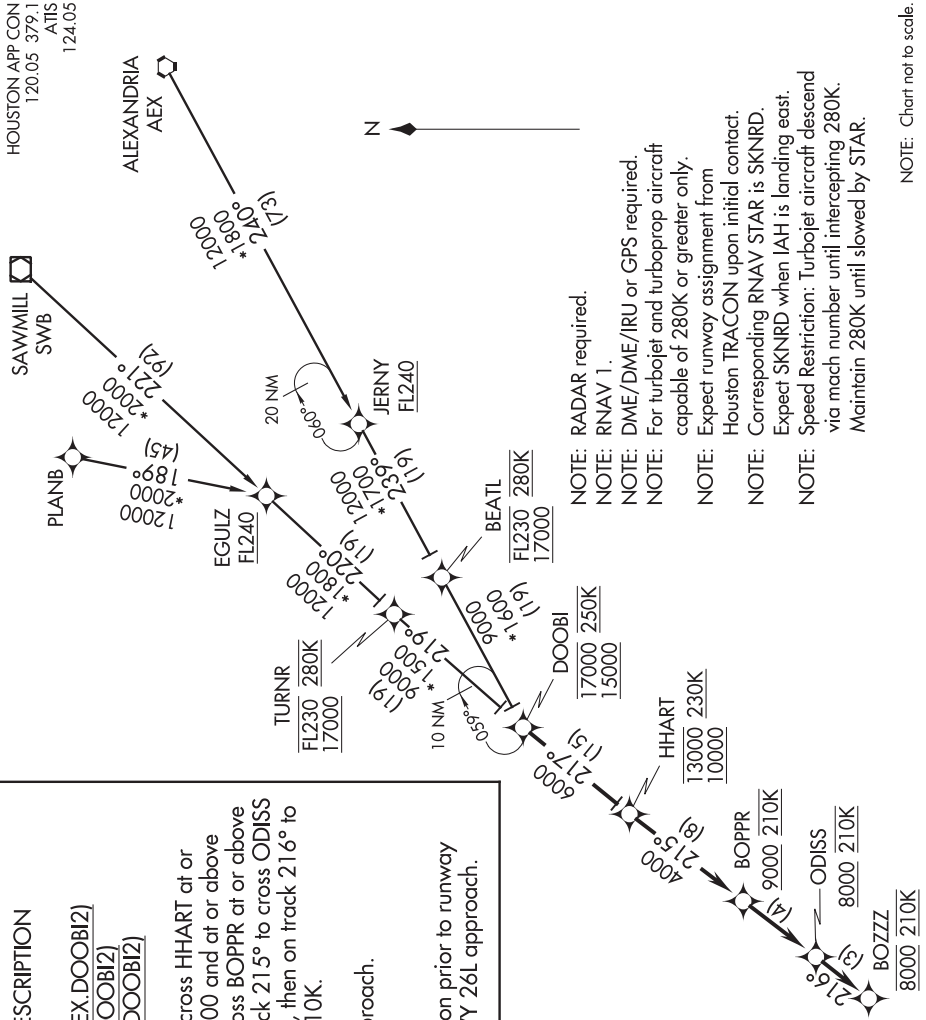 HOUSTON APP CON
120.05 379.1
ATIS
124.05
ALEXANDRIA
AEX
SAWMILL
SWB
PLANB
N
12000
*1800
240°
(73)
12000
*2000
221°
(92)
12000
*2000
189°
(45)
20 NM
060°
JERNY
FL240
EGULZ
FL240
12000
*1700
239°
(19)
12000
*1800
220°
(19)
BEATL
FL230 280K
17000
TURNR
FL230 280K
17000
9000
*1500
219°
(19)
9000
*1600
(19)
10 NM
059°
DOOBI
17000 250K
15000
6000
217°
(15)
HHART
13000 230K
10000
4000
215°
(8)
BOPPR
9000 210K
(4)
ODISS
8000 210K
216°
(3)
BOZZZ
8000 210K
NOTE: RADAR required.
NOTE: RNAV 1.
NOTE: DME/DME/IRU or GPS required.
NOTE: For turbojet and turboprop aircraft
capable of 280K or greater only.
NOTE: Expect runway assignment from
Houston TRACON upon initial contact.
NOTE: Corresponding RNAV STAR is SKNRD.
Expect SKNRD when IAH is landing east.
NOTE: Speed Restriction: Turbojet aircraft descend
via mach number until intercepting 280K.
Maintain 280K until slowed by STAR.
NOTE: Chart not to scale.
ESCRIPTION
EX.DOOBI2)
OOBI2)
DOOBI2)
cross HHART at or
00 and at or above
oss BOPPR at or above
ck 215° to cross ODISS
, then on track 216° to
10K.
proach.
on prior to runway
Y 26L approach.